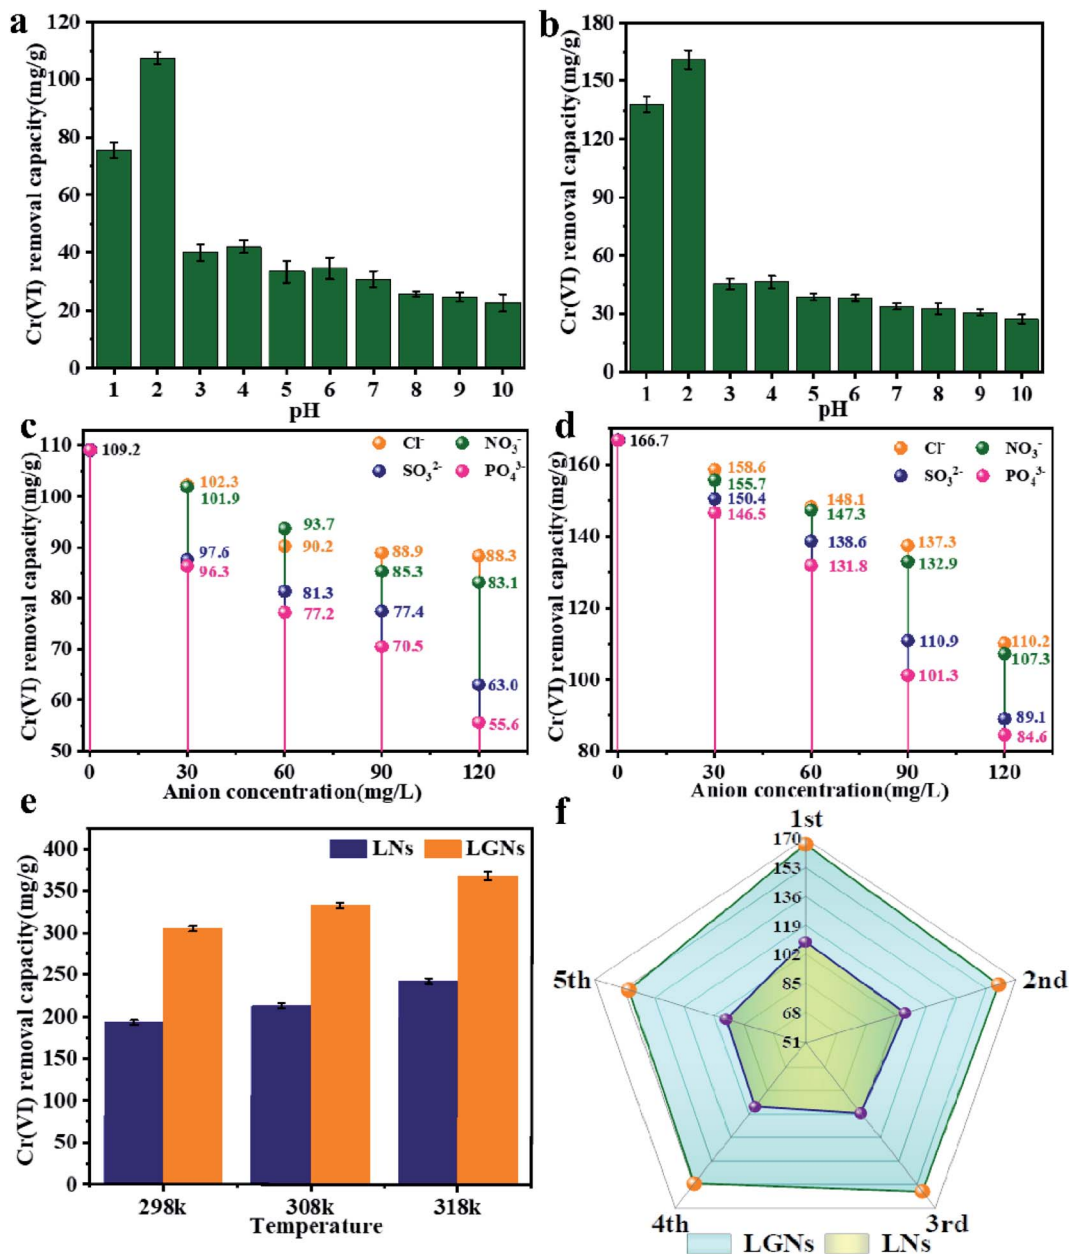 a
Cr(VI) removal capacity(mg/g)
120
100
80
60
40
20
0
1 2 3 4 5 6 7 8 9 10
pH
b
Cr(VI) removal capacity(mg/g)
180
150
120
90
60
30
0
1 2 3 4 5 6 7 8 9 10
pH
c
Cr(VI) removal capacity(mg/g)
110
100
90
80
70
60
50
Cl⁻ NO₃⁻
SO₃²⁻ PO₄³⁻
109.2
102.3
101.9
97.6
96.3
93.7
90.2
81.3
77.2
88.9
85.3
77.4
70.5
88.3
83.1
63.0
55.6
0 30 60 90 120
Anion concentration(mg/L)
d
Cr(VI) removal capacity(mg/g)
160
140
120
100
80
Cl⁻ NO₃⁻
SO₃²⁻ PO₄³⁻
166.7
158.6
155.7
150.4
146.5
148.1
147.3
138.6
131.8
137.3
132.9
110.9
101.3
110.2
107.3
89.1
84.6
0 30 60 90 120
Anion concentration(mg/L)
e
Cr(VI) removal capacity(mg/g)
400
350
300
250
200
150
100
50
0
LNs LGNs
298k 308k 318k
Temperature
f
1st
170
153
136
119
102
85
68
51
5th
2nd
4th
3rd
LGNs LNs